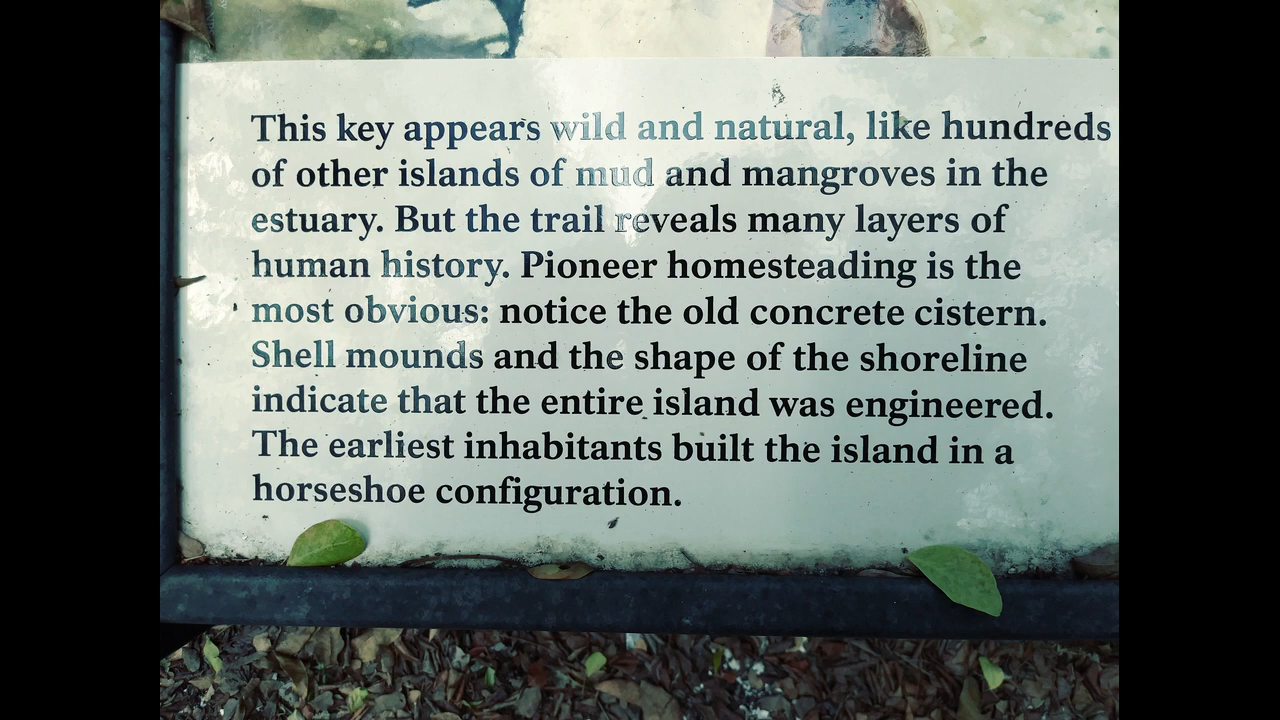 This key appears wild and natural, like hundreds
of other islands of mud and mangroves in the
estuary. But the trail reveals many layers of
human history. Pioneer homesteading is the
most obvious: notice the old concrete cistern.
Shell mounds and the shape of the shoreline
indicate that the entire island was engineered.
The earliest inhabitants built the island in a
horseshoe configuration.